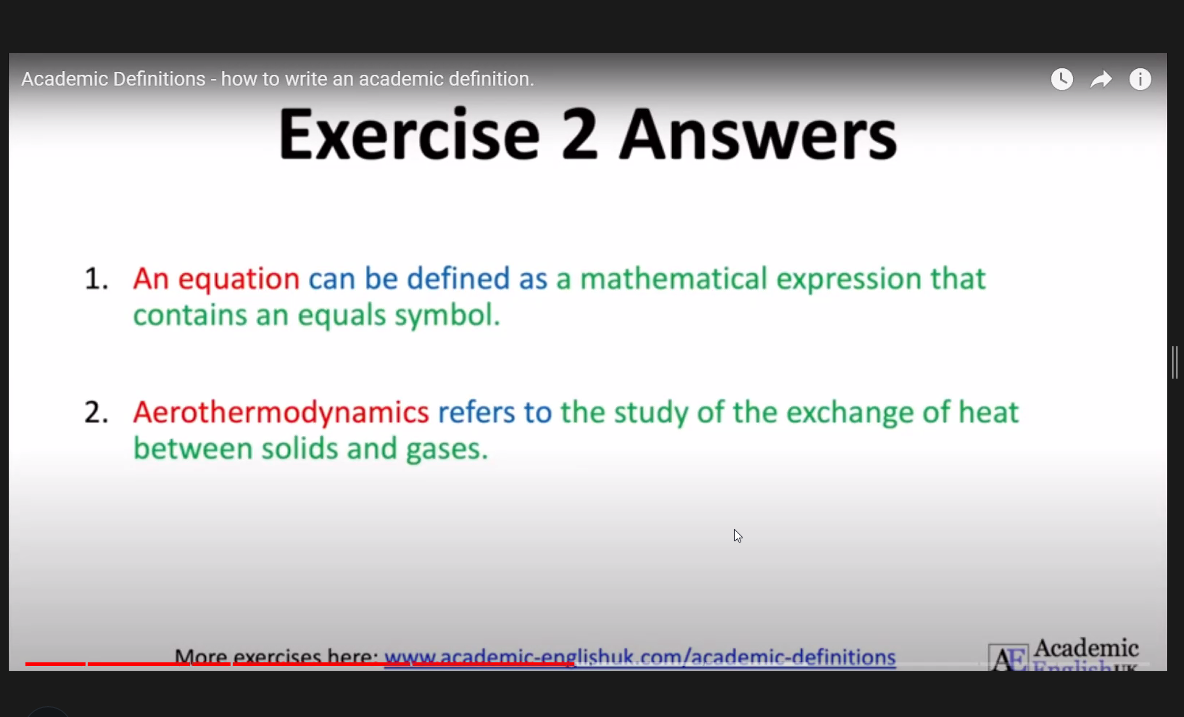 Academic Definitions - how to write an academic definition.
Exercise 2 Answers
1. An equation can be defined as a mathematical expression that
contains an equals symbol.
2. Aerothermodynamics refers to the study of the exchange of heat
between solids and gases.
More exercises here: www.academic-englishuk.com/academic-definitions
AE Academic
English UK